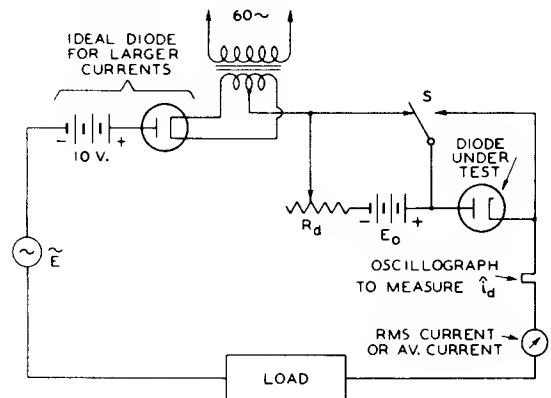 60~
IDEAL DIODE
FOR LARGER
CURRENTS
- +
10 V.
S
DIODE
UNDER
TEST
R_d
- +
E_o
~
E
OSCILLOGRAPH
TO MEASURE î_d
RMS CURRENT
OR AV. CURRENT
LOAD